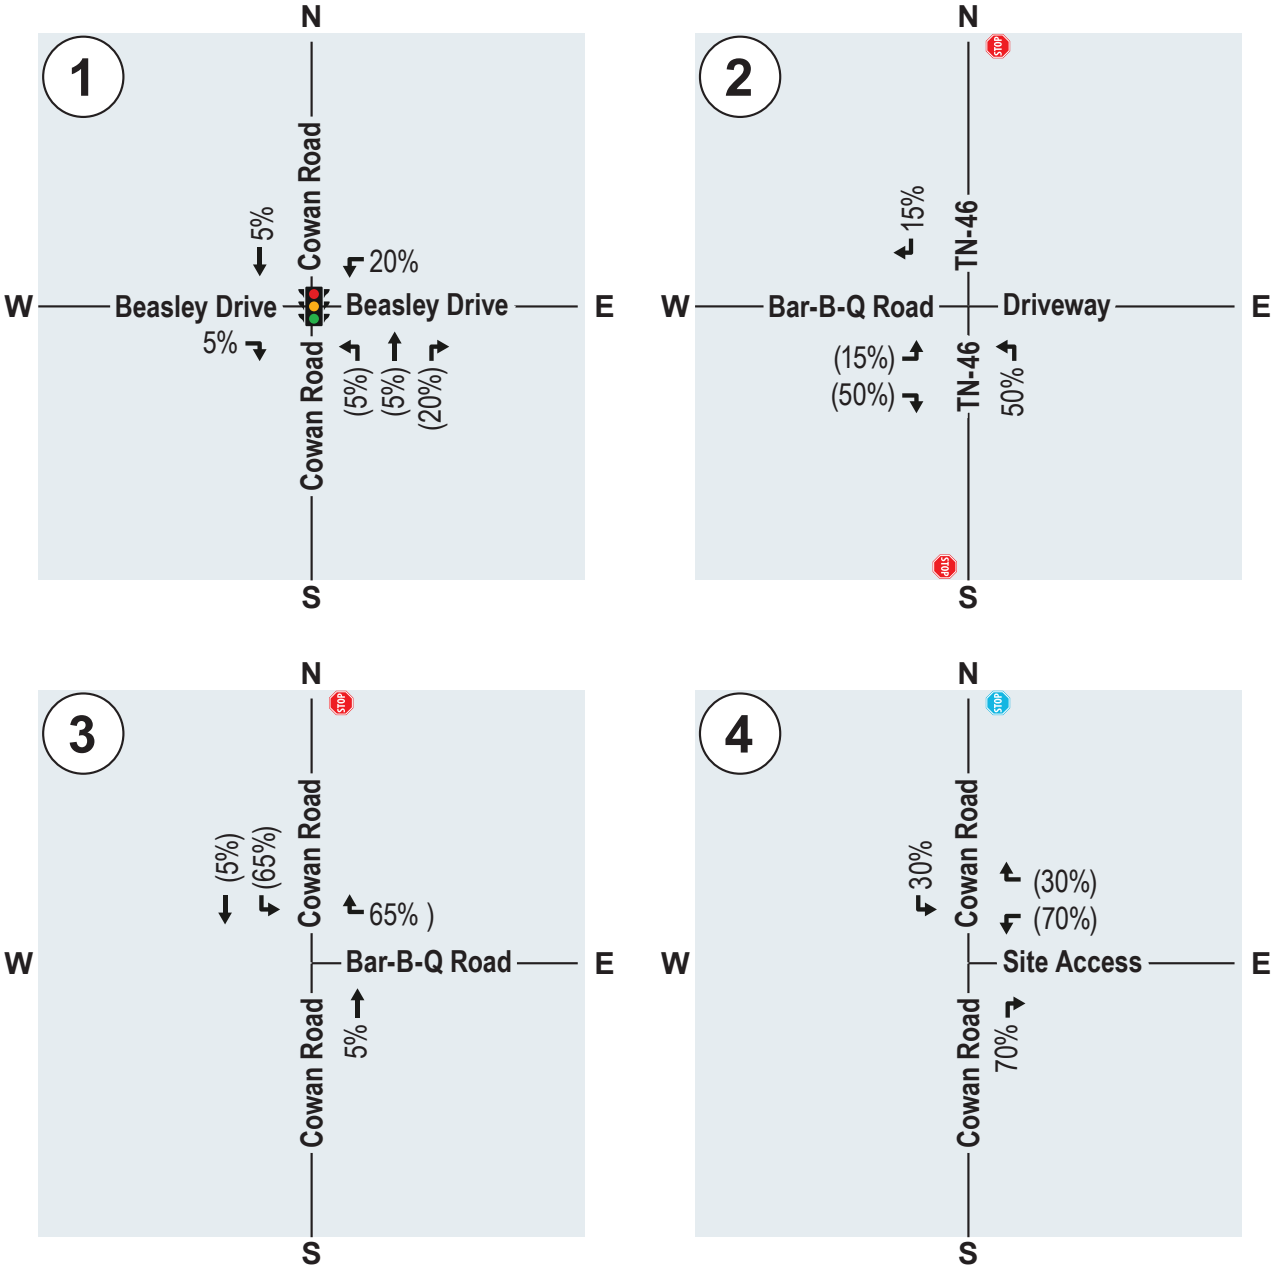 N
1
Cowan Road
5%
20%
W
Beasley Drive
Beasley Drive
E
5%
(5%)
(5%)
(20%)
Cowan Road
S
N
STOP
2
TN-46
15%
W
Bar-B-Q Road
Driveway
E
(15%)
(50%)
TN-46
50%
STOP
S
N
STOP
3
Cowan Road
(5%)
(65%)
65% )
W
Bar-B-Q Road
E
5%
Cowan Road
S
N
STOP
4
Cowan Road
30%
(30%)
(70%)
W
Site Access
E
70%
Cowan Road
S